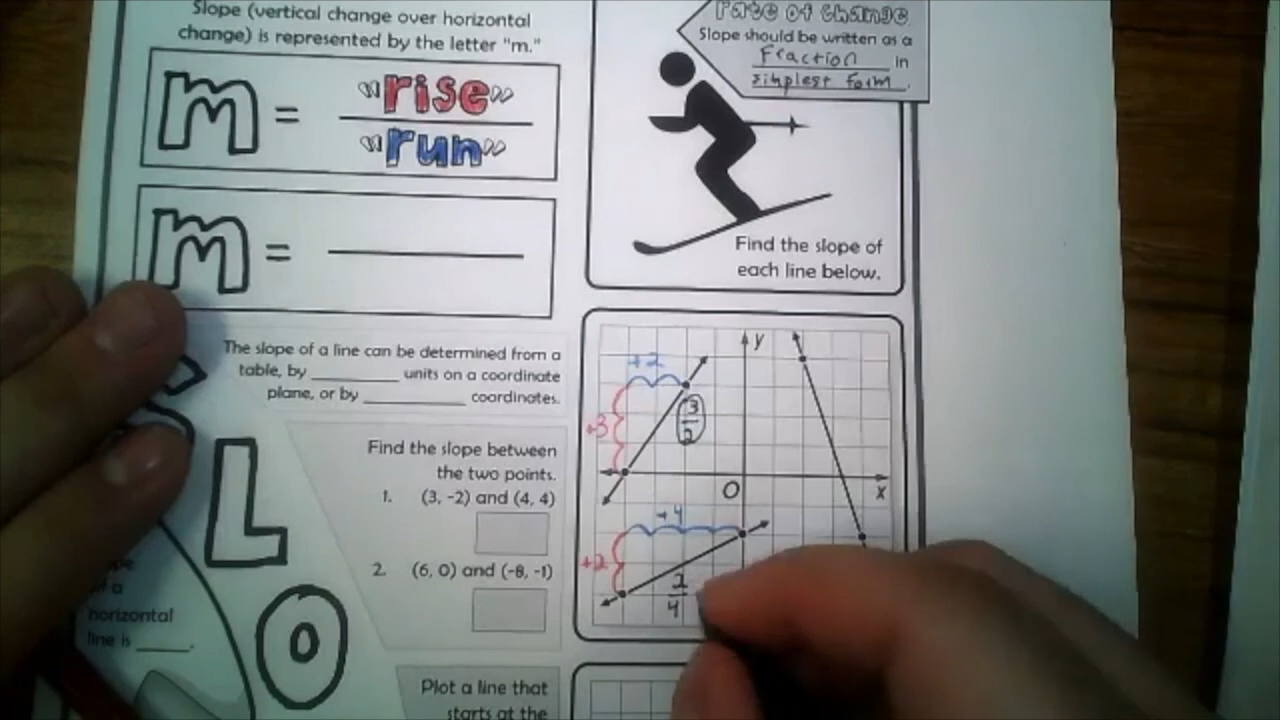 Slope (vertical change over horizontal
change) is represented by the letter "m."
m = "rise"
"run"
m =
rate of change
Slope should be written as a
Fraction in
simplest form.
Find the slope of
each line below.
The slope of a line can be determined from a
table, by ________ units on a coordinate
plane, or by ________ coordinates.
Find the slope between
the two points.
1. (3, -2) and (4, 4)
2. (6, 0) and (-8, -1)
L
O
of a
horizontal
line is ______.
Plot a line that
starts at the
y
x
O
+2
+3
3
2
+4
+2
2
4